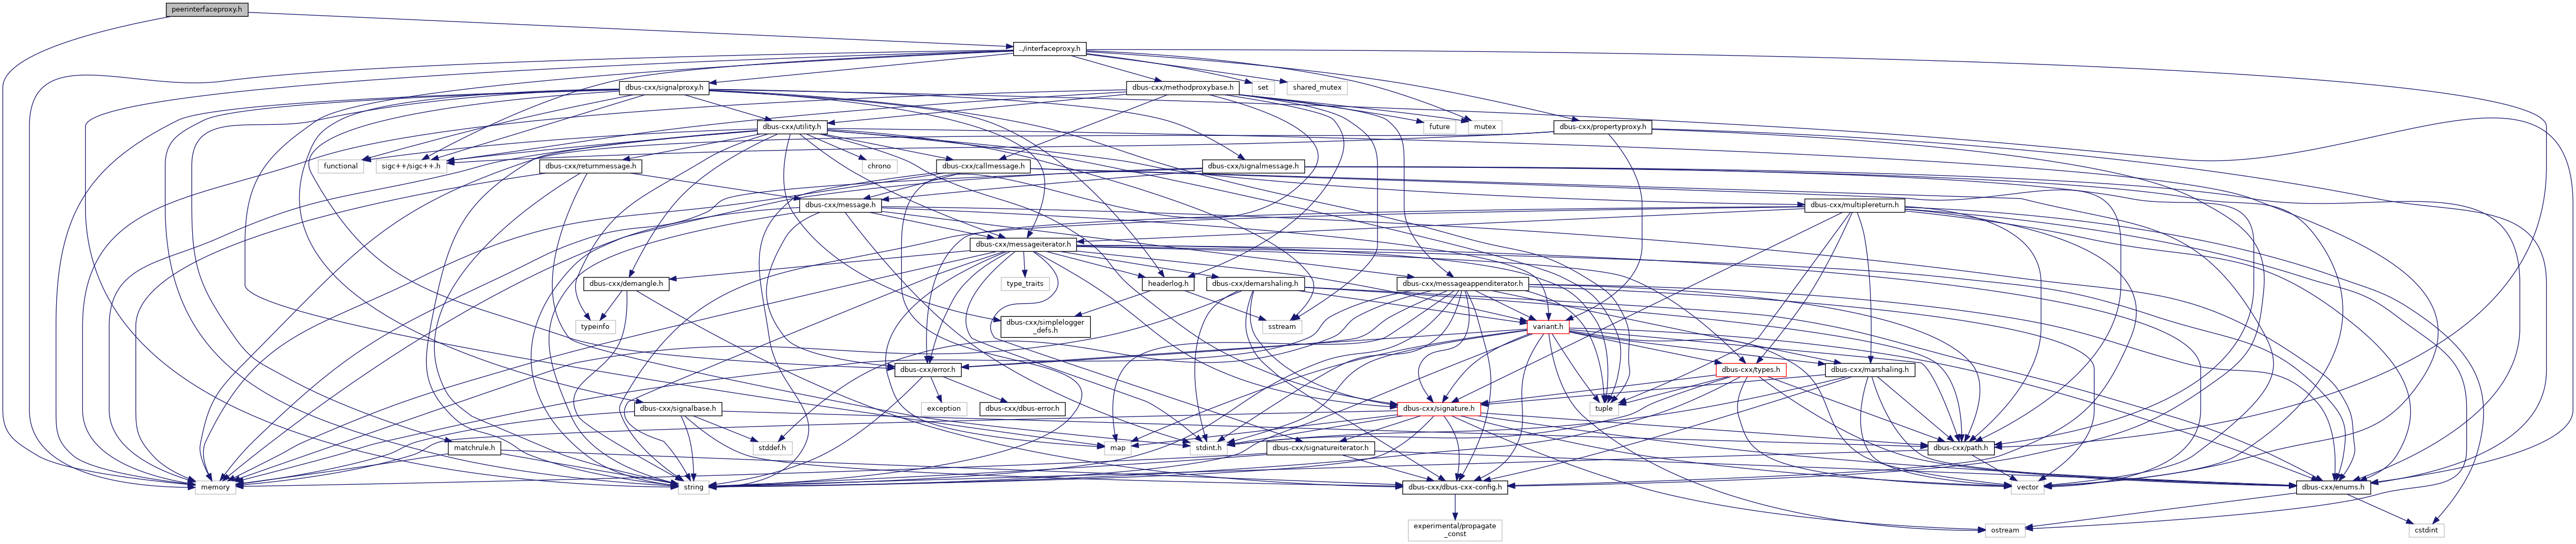 peerinterfaceproxy.h
../interfaceproxy.h
dbus-cxx/signalproxy.h
dbus-cxx/methodproxybase.h
set
shared_mutex
dbus-cxx/utility.h
future
mutex
dbus-cxx/propertyproxy.h
functional
sigc++/sigc++.h
dbus-cxx/returnmessage.h
chrono
dbus-cxx/callmessage.h
dbus-cxx/signalmessage.h
dbus-cxx/message.h
dbus-cxx/multiplereturn.h
dbus-cxx/messageiterator.h
dbus-cxx/demangle.h
type_traits
headerlog.h
dbus-cxx/demarshaling.h
dbus-cxx/messageappenditerator.h
typeinfo
dbus-cxx/simplelogger
_defs.h
sstream
variant.h
dbus-cxx/error.h
dbus-cxx/types.h
dbus-cxx/marshaling.h
dbus-cxx/signalbase.h
exception
dbus-cxx/dbus-error.h
dbus-cxx/signature.h
tuple
matchrule.h
stddef.h
map
stdint.h
dbus-cxx/signatureiterator.h
dbus-cxx/path.h
memory
string
dbus-cxx/dbus-cxx-config.h
vector
dbus-cxx/enums.h
experimental/propagate
_const
ostream
cstdint